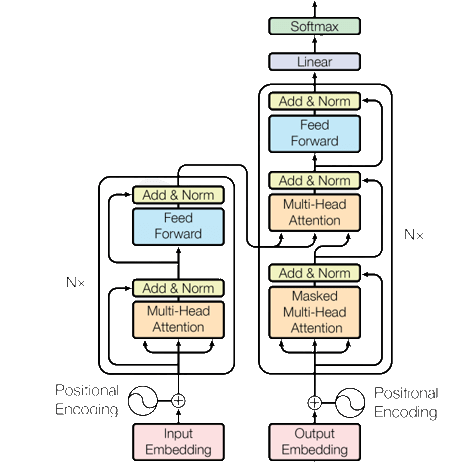 Softmax
Linear
Add & Norm
Feed
Forward
Add & Norm
Multi-Head
Attention
Add & Norm
Masked
Multi-Head
Attention
Nx
Positional
Encoding
Output
Embedding
Add & Norm
Feed
Forward
Add & Norm
Multi-Head
Attention
Nx
Positional
Encoding
Input
Embedding